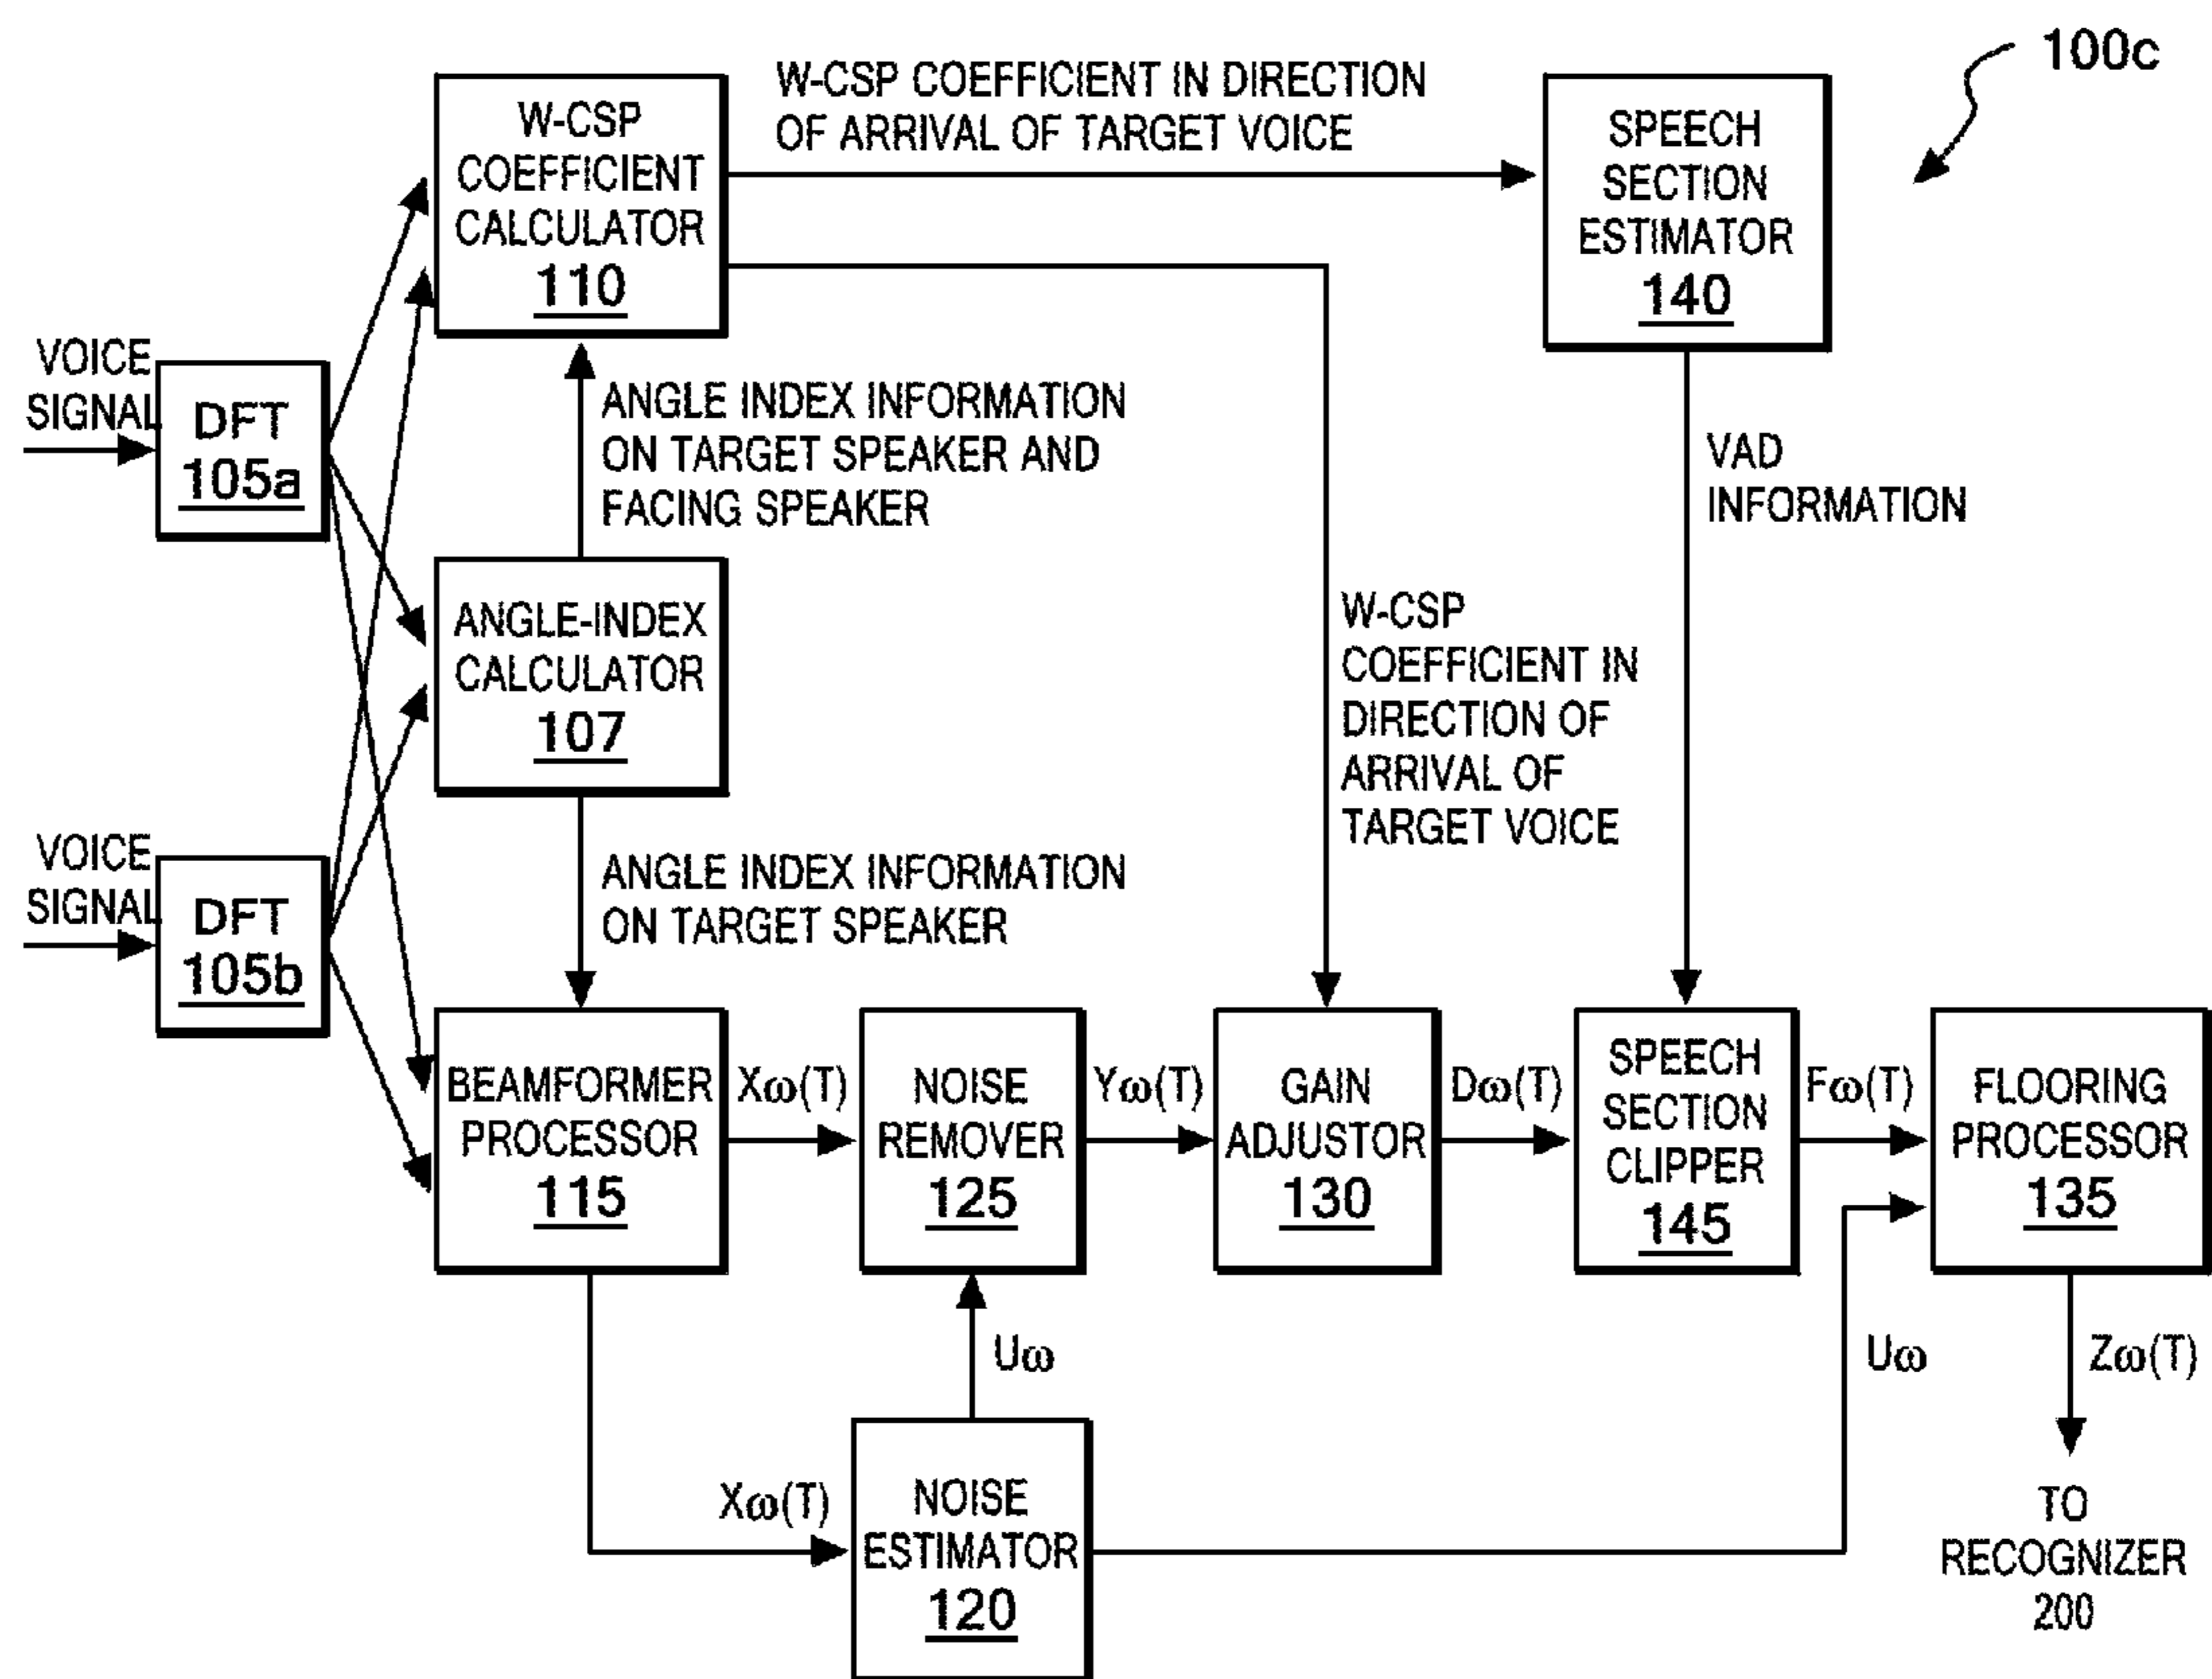 100c
W-CSP COEFFICIENT IN DIRECTION
OF ARRIVAL OF TARGET VOICE
W-CSP
COEFFICIENT
CALCULATOR
110
SPEECH
SECTION
ESTIMATOR
140
VOICE
SIGNAL
DFT
105a
ANGLE INDEX INFORMATION
ON TARGET SPEAKER AND
FACING SPEAKER
VAD
INFORMATION
ANGLE-INDEX
CALCULATOR
107
W-CSP
COEFFICIENT IN
DIRECTION OF
ARRIVAL OF
TARGET VOICE
VOICE
SIGNAL
DFT
105b
ANGLE INDEX INFORMATION
ON TARGET SPEAKER
BEAMFORMER
PROCESSOR
115
Xω(T)
NOISE
REMOVER
125
Yω(T)
GAIN
ADJUSTOR
130
Dω(T)
SPEECH
SECTION
CLIPPER
145
Fω(T)
FLOORING
PROCESSOR
135
Uω
Uω
Zω(T)
Xω(T)
NOISE
ESTIMATOR
120
TO
RECOGNIZER
200